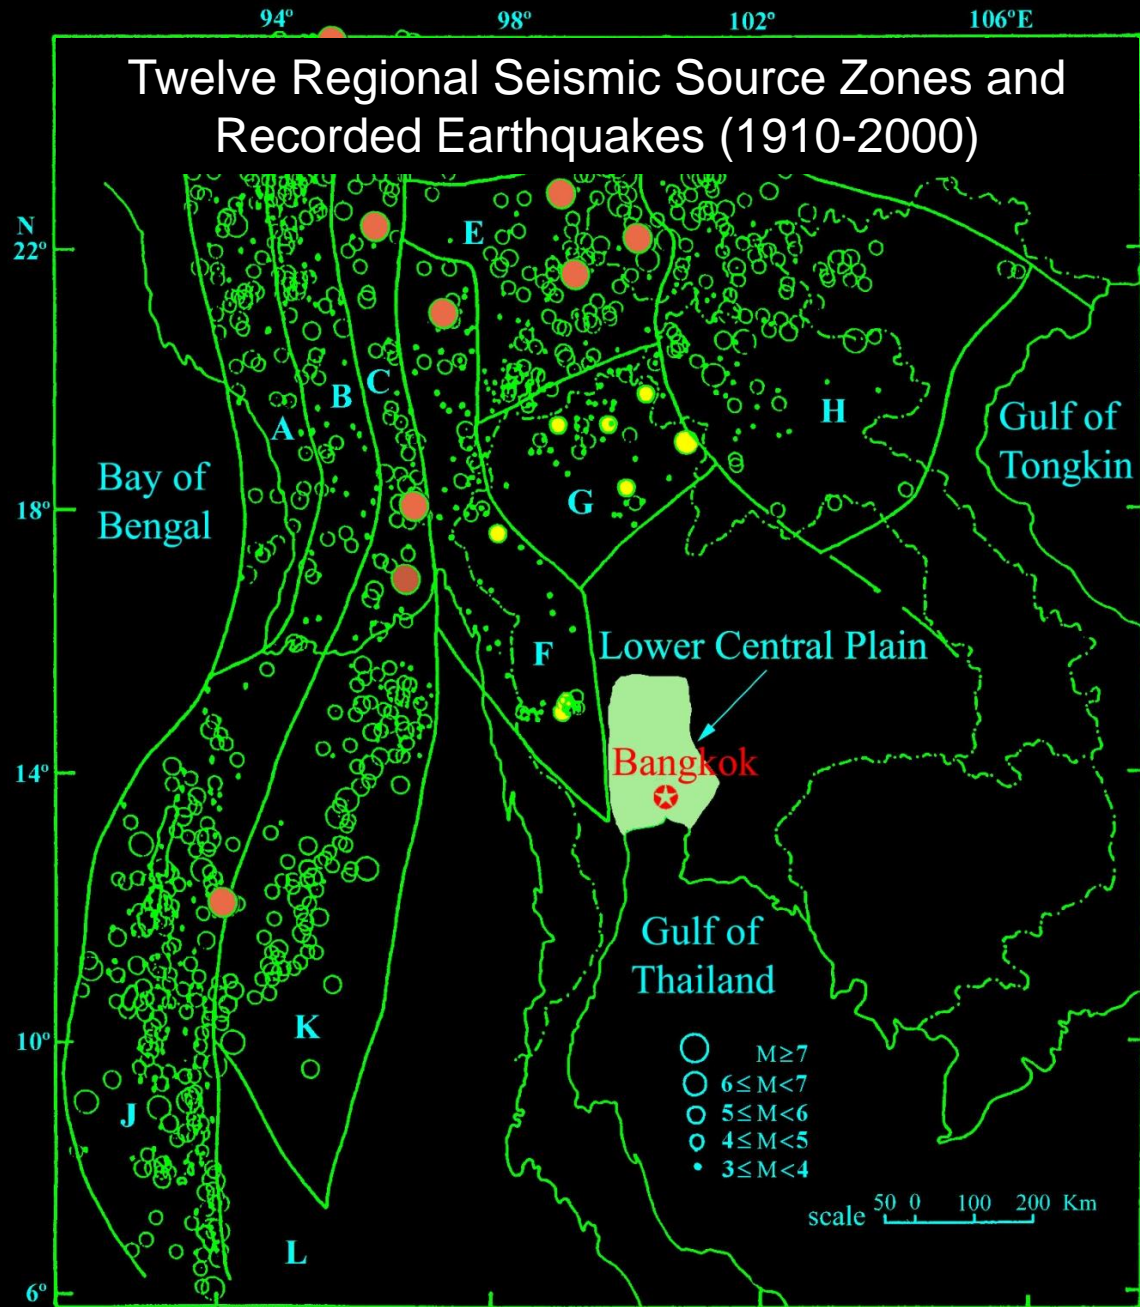 94° 98° 102° 106°E
Twelve Regional Seismic Source Zones and
Recorded Earthquakes (1910-2000)
N
22°
E
B
C
A
H
Gulf of
Tongkin
Bay of
Bengal
G
18°
F
Lower Central Plain
Bangkok
14°
Gulf of
Thailand
K
10°
J
M≥7
6≤M<7
5≤M<6
4≤M<5
3≤M<4
50 0 100 200 Km
scale
L
6°